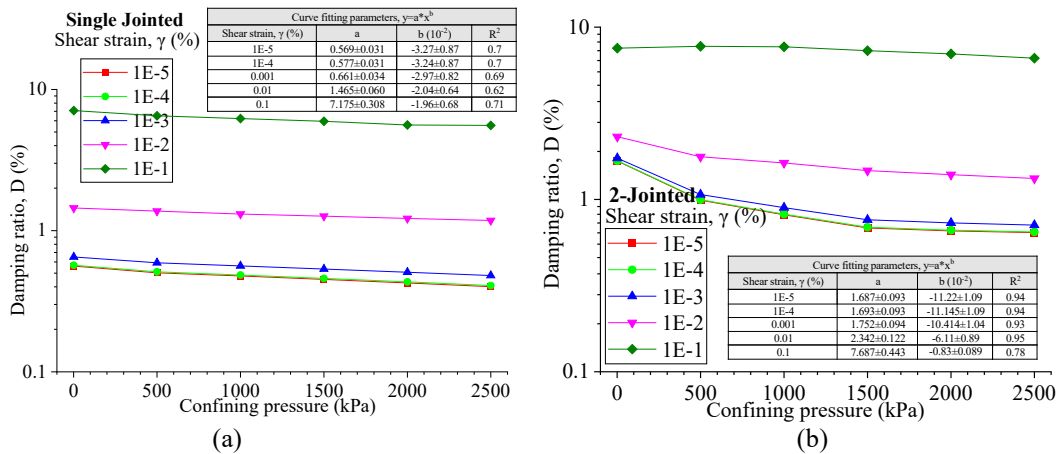 Single Jointed
Shear strain, γ (%)
1E-5
1E-4
1E-3
1E-2
1E-1
Curve fitting parameters, y=a*x^b
Shear strain, γ (%) a b (10^-2) R^2
1E-5 0.569±0.031 -3.27±0.87 0.7
1E-4 0.577±0.031 -3.24±0.87 0.7
0.001 0.661±0.034 -2.97±0.82 0.69
0.01 1.465±0.060 -2.04±0.64 0.62
0.1 7.175±0.308 -1.96±0.68 0.71
Damping ratio, D (%)
10
1
0.1
0 500 1000 1500 2000 2500
Confining pressure (kPa)
(a)
Damping ratio, D (%)
10
1
0.1
2-Jointed
Shear strain, γ (%)
1E-5
1E-4
1E-3
1E-2
1E-1
Curve fitting parameters, y=a*x^b
Shear strain, γ (%) a b (10^-2) R^2
1E-5 1.687±0.093 -11.22±1.09 0.94
1E-4 1.693±0.093 -11.145±1.09 0.94
0.001 1.752±0.094 -10.414±1.04 0.93
0.01 2.342±0.122 -6.11±0.89 0.95
0.1 7.687±0.443 -0.83±0.089 0.78
0 500 1000 1500 2000 2500
Confining pressure (kPa)
(b)